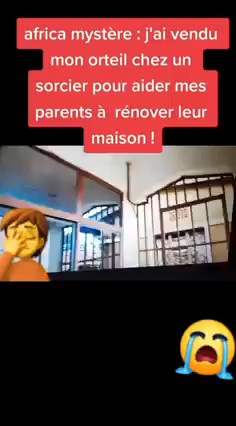 africa mystère : j'ai vendu
mon orteil chez un
sorcier pour aider mes
parents à rénover leur
maison !